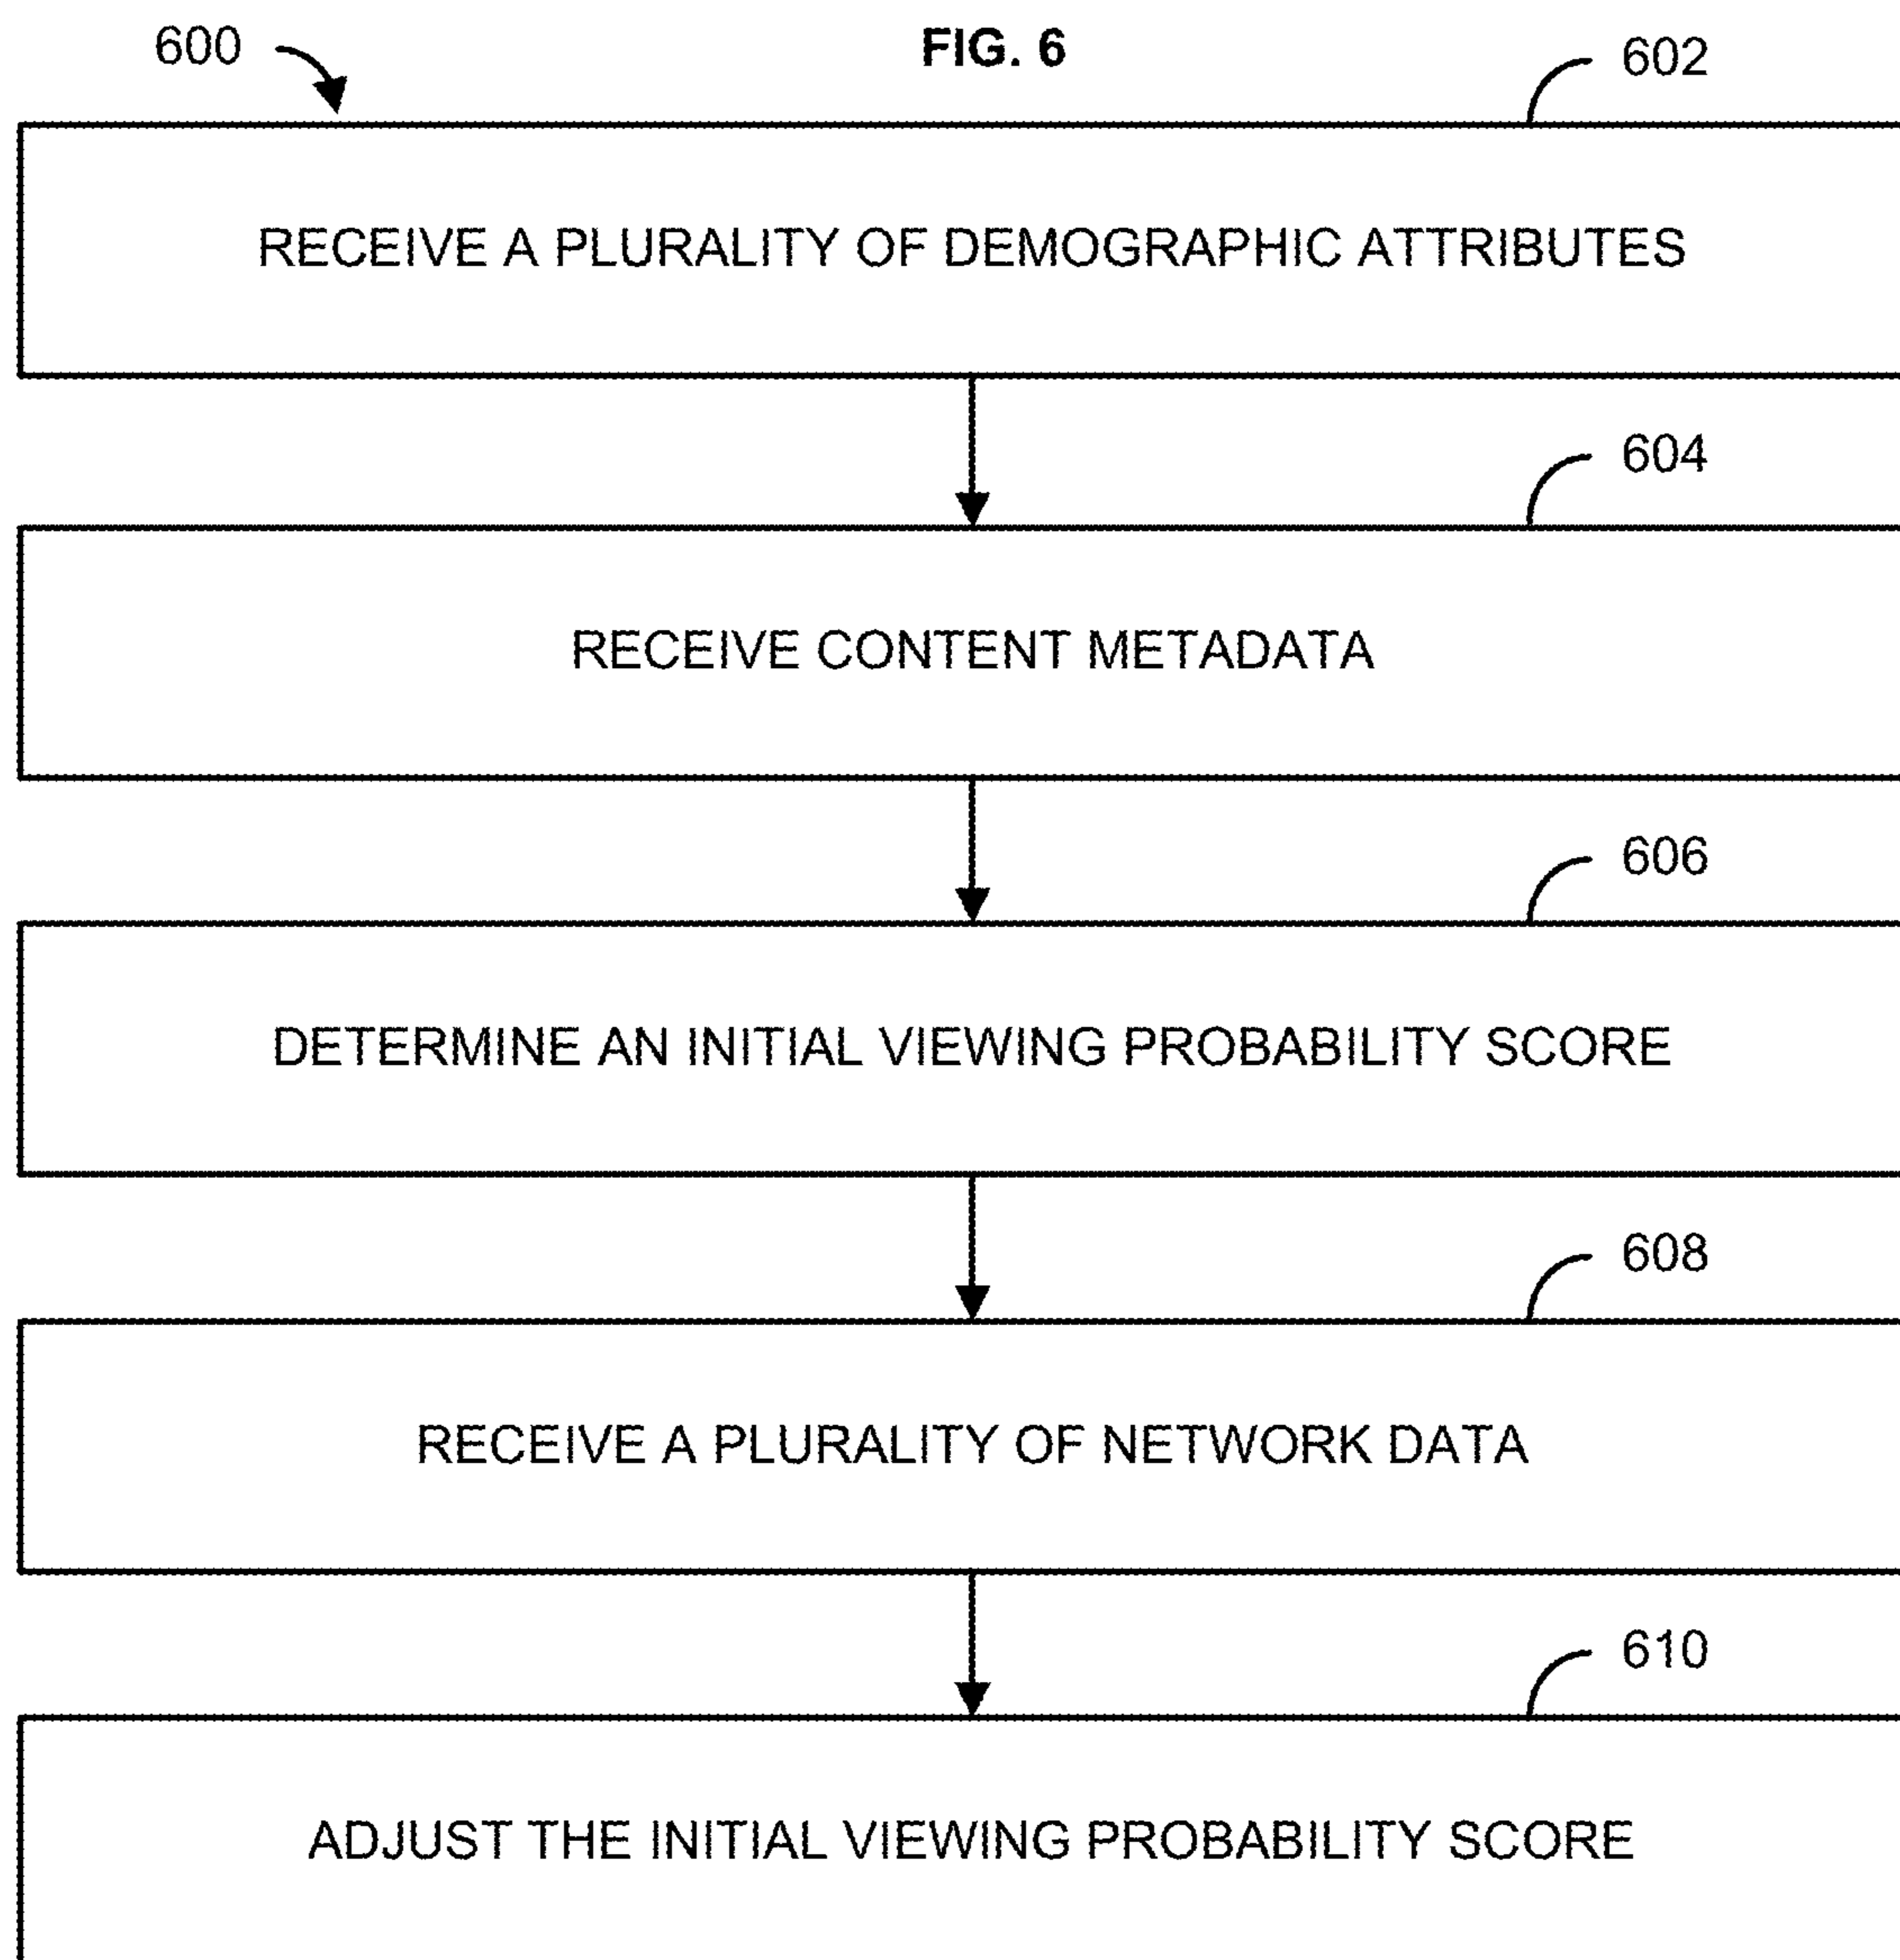 600
FIG. 6
602
RECEIVE A PLURALITY OF DEMOGRAPHIC ATTRIBUTES
604
RECEIVE CONTENT METADATA
606
DETERMINE AN INITIAL VIEWING PROBABILITY SCORE
608
RECEIVE A PLURALITY OF NETWORK DATA
610
ADJUST THE INITIAL VIEWING PROBABILITY SCORE